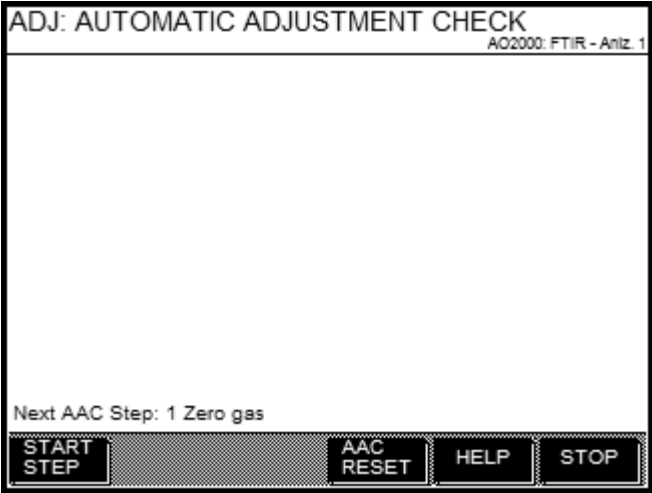 ADJ: AUTOMATIC ADJUSTMENT CHECK
AO2000: FTIR - Anlz. 1
Next AAC Step: 1 Zero gas
START
STEP
AAC
RESET
HELP
STOP